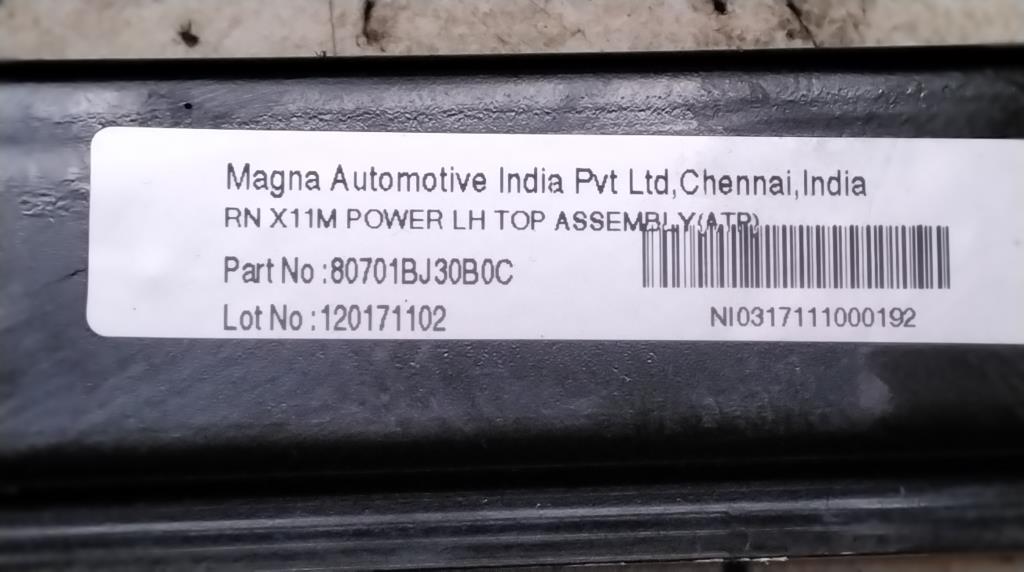 Magna Automotive India Pvt Ltd,Chennai,India
RN X11M POWER LH TOP ASSEMBLY(ATR)
Part No :80701BJ30B0C
Lot No :120171102
NI0317111000192